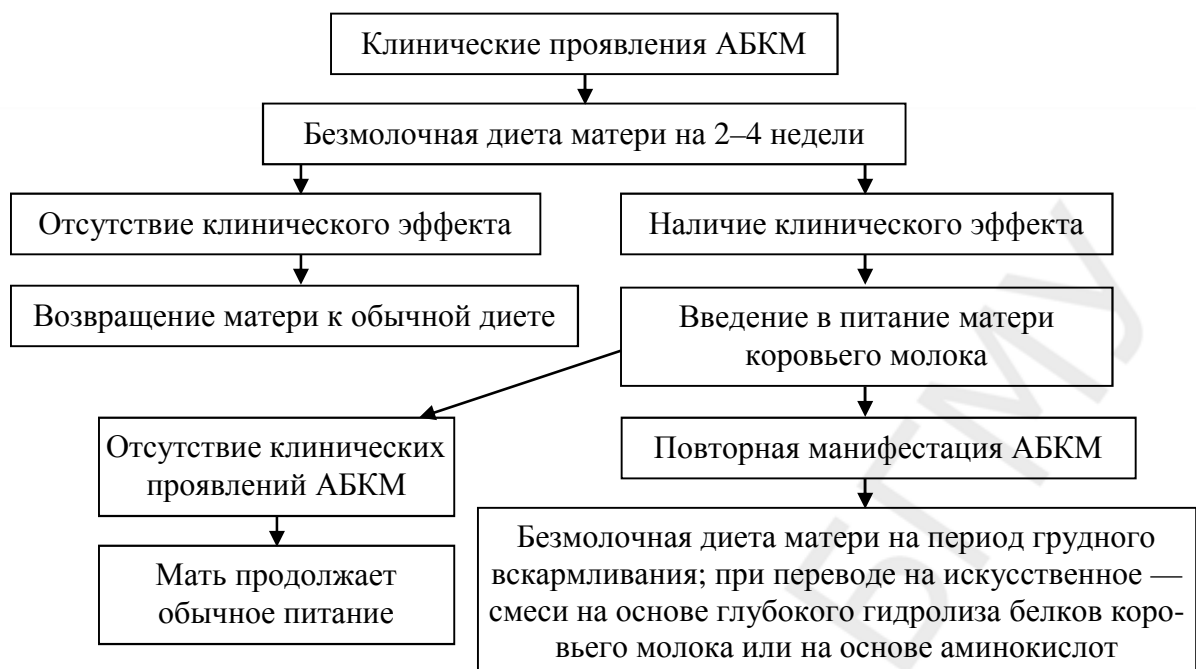 Клинические проявления АБКМ
Безмолочная диета матери на 2–4 недели
Отсутствие клинического эффекта
Наличие клинического эффекта
Возвращение матери к обычной диете
Введение в питание матери
коровьего молока
Отсутствие клинических
проявлений АБКМ
Повторная манифестация АБКМ
Мать продолжает
обычное питание
Безмолочная диета матери на период грудного
вскармливания; при переводе на искусственное —
смеси на основе глубокого гидролиза белков коро-
вьего молока или на основе аминокислот
БГМУ